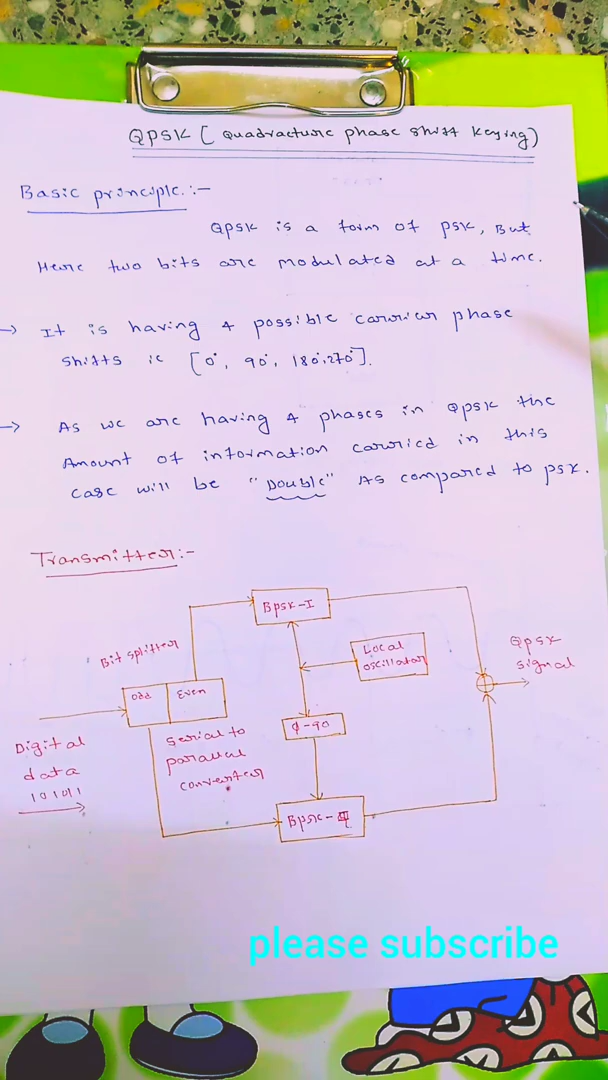 QPSK [ Quadracture phase shift keying)
Basic principle:-
QPSK is a form of PSK, But
Here two bits are modulated at a time.
→ It is having 4 possible carrier phase
shifts ie [0°, 90°, 180°, 270°].
→ As we are having 4 phases in QPSK the
Amount of information carried in this
case will be "Double" As compared to PSK.
Transmitter:-
Bit splitter
Odd
Even
Serial to
parallel
converter
Digital
data
101011
BPSK-I
Local
oscillator
φ-90
BPSK-II
QPSK
signal
please subscribe